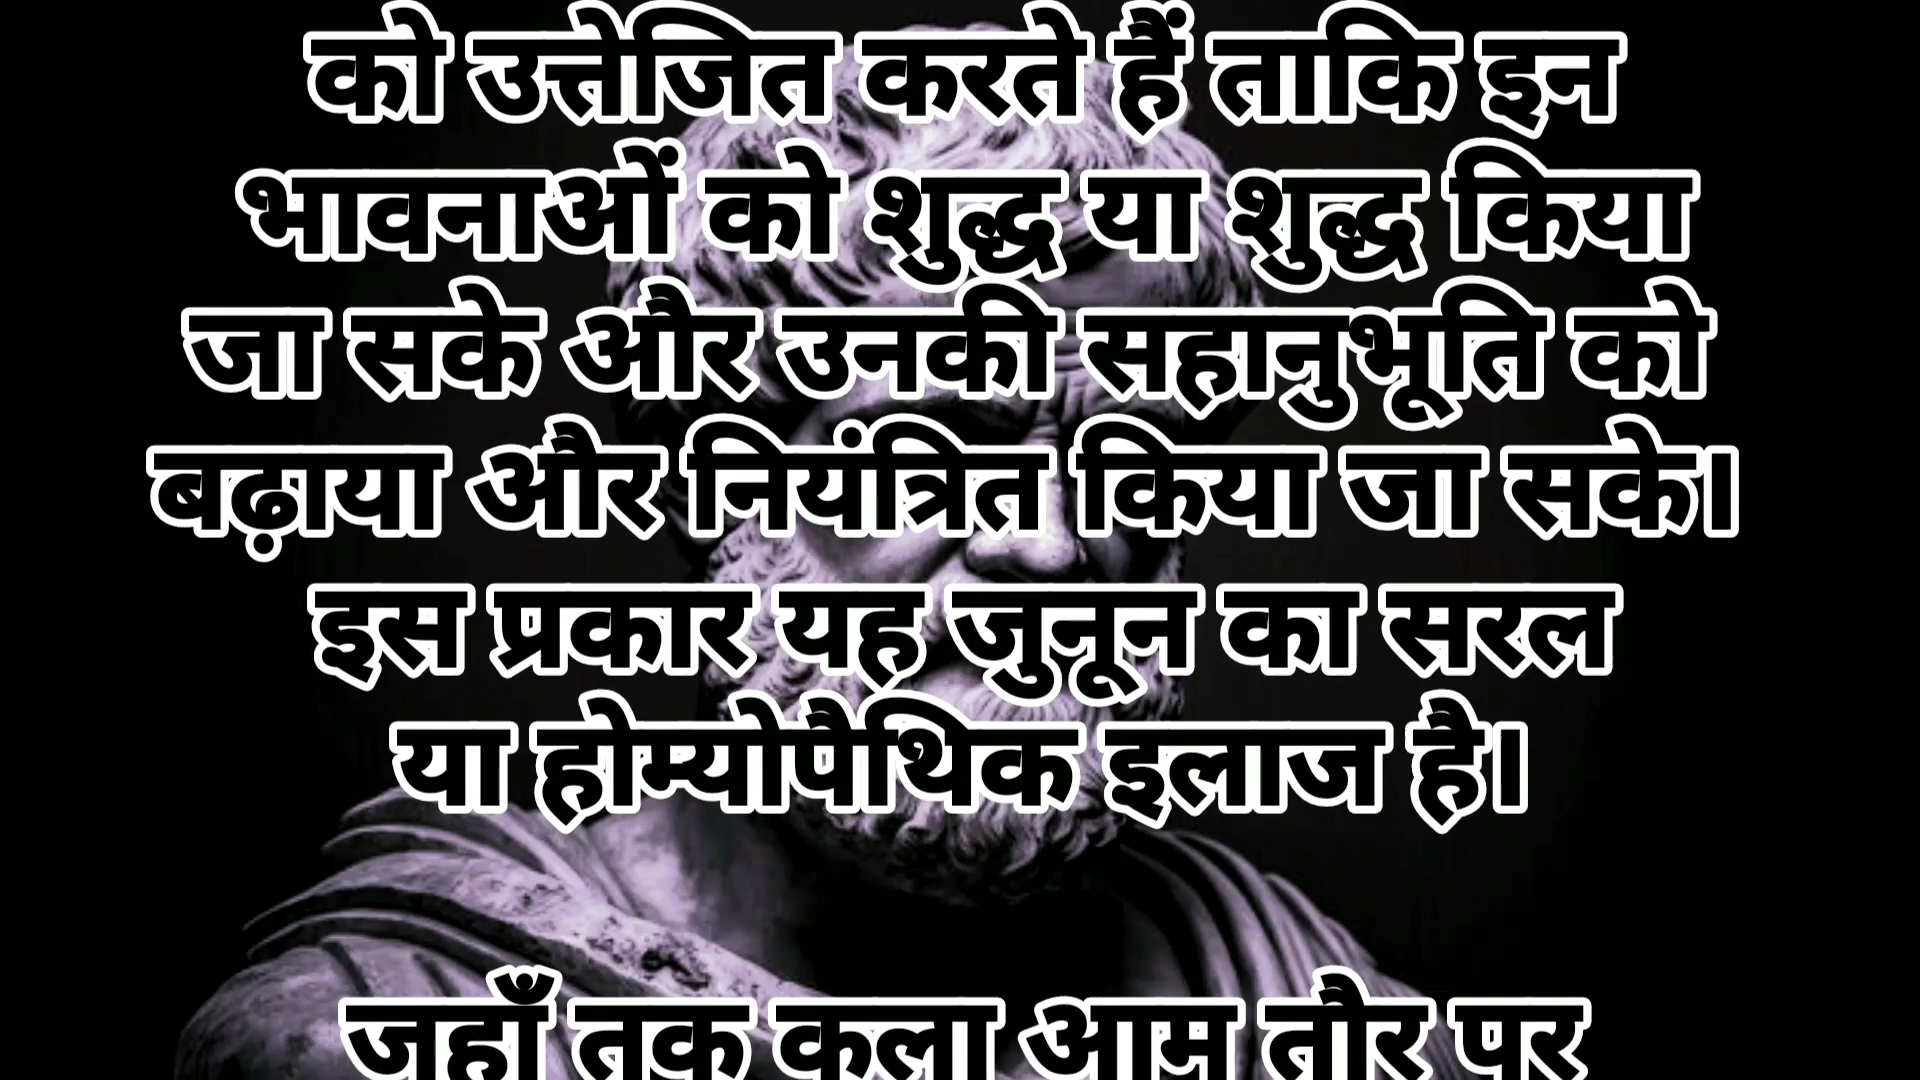 को उत्तेजित करते हैं ताकि इन
भावनाओं को शुद्ध या शुद्ध किया
जा सके और उनकी सहानुभूति को
बढ़ाया और नियंत्रित किया जा सके।
इस प्रकार यह जुनून का सरल
या होम्योपैथिक इलाज है।
जहाँ तक कला आम तौर पर